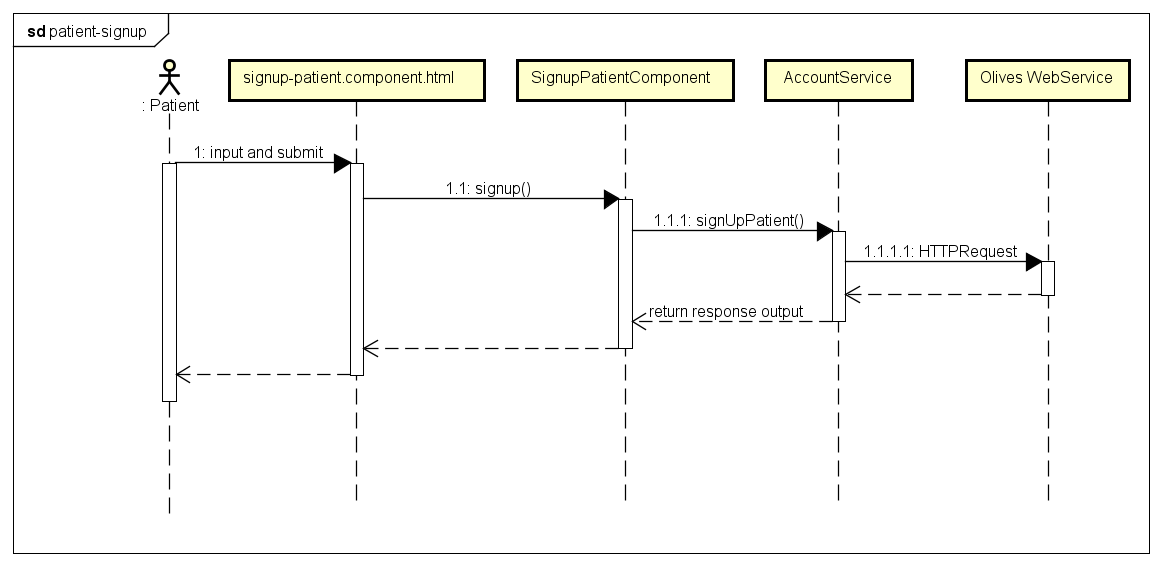 sd patient-signup
: Patient
signup-patient.component.html
SignupPatientComponent
AccountService
Olives WebService
1: input and submit
1.1: signup()
1.1.1: signUpPatient()
1.1.1.1: HTTPRequest
return response output